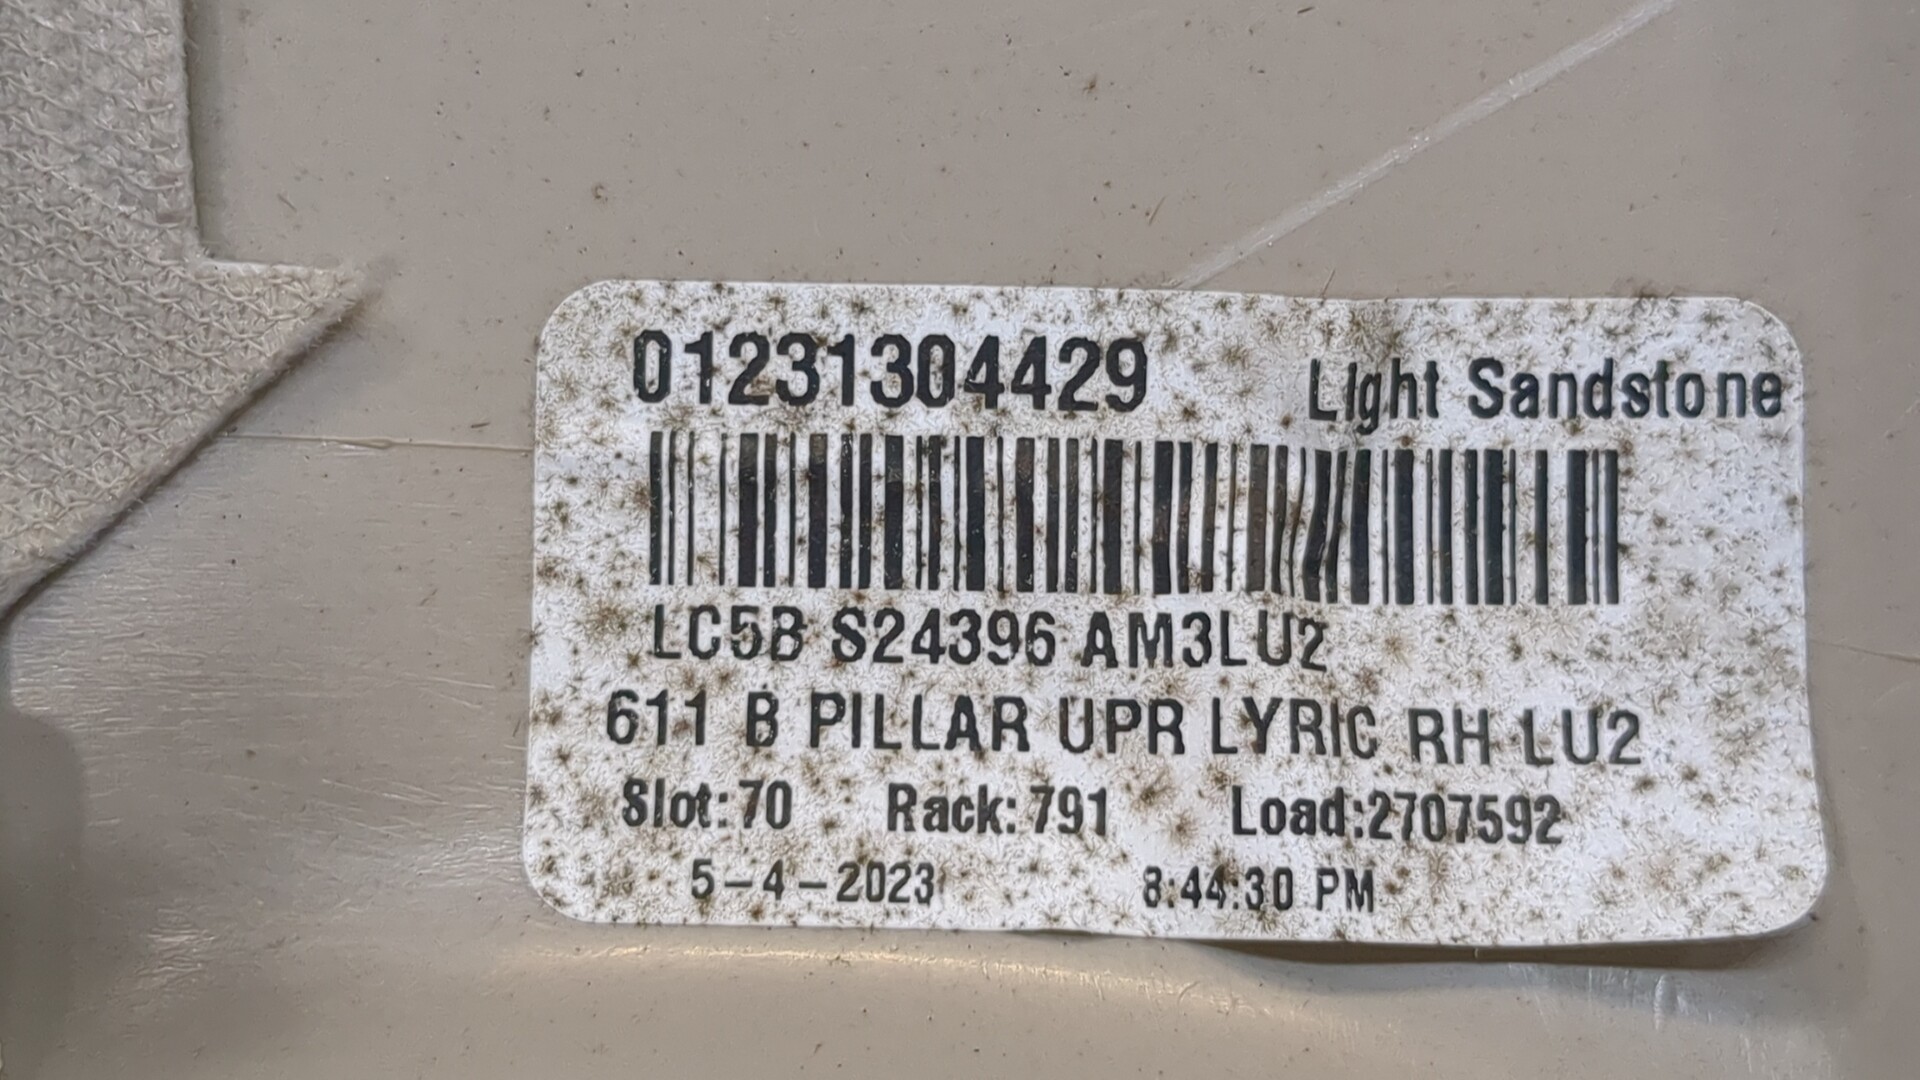 01231304429 Light Sandstone
LC5B S24396 AM3LU2
611 B PILLAR UPR LYRIC RH LU2
Slot:70 Rack:791 Load:2707592
5-4-2023 8:44:30 PM